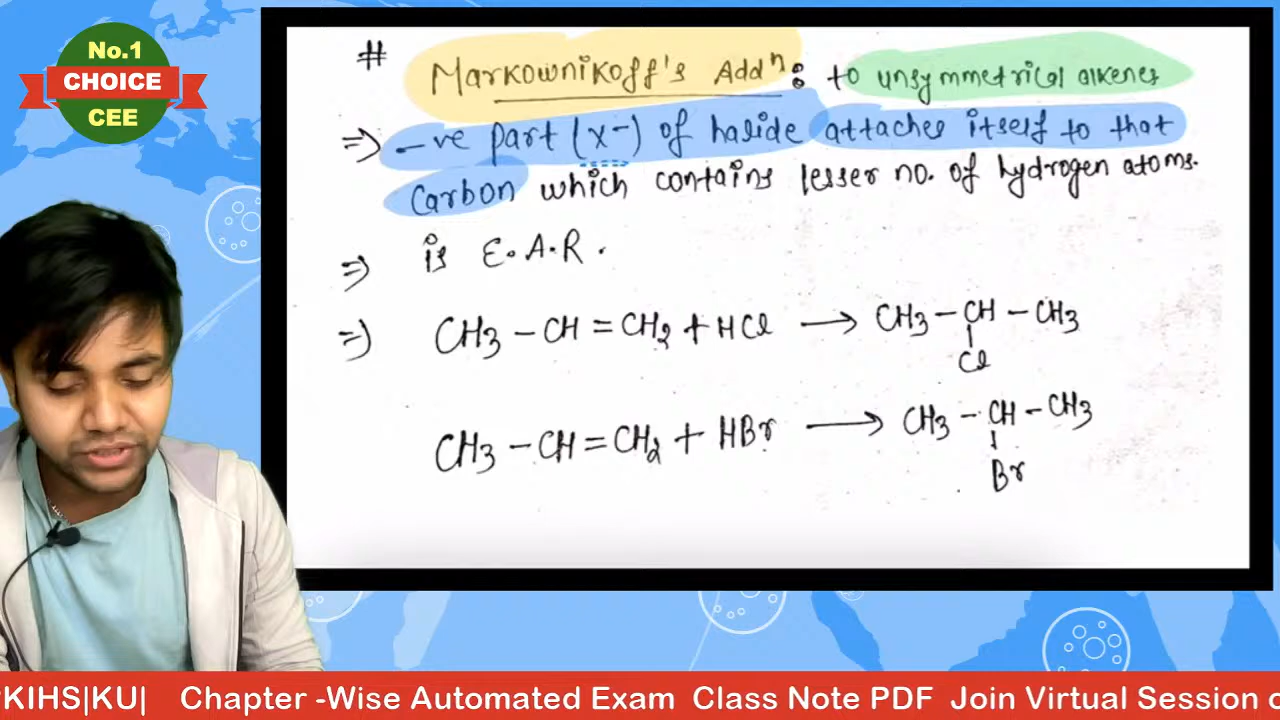 No.1
CHOICE
CEE
# Markownikoff's Addⁿ : to unsymmetrical alkenes
⇒ -ve part (x-) of halide attaches itself to that
carbon which contains lesser no. of hydrogen atoms.
⇒ is E.A.R.
⇒) CH3 – CH = CH2 + HCl → CH3 – CH – CH3
Cl
CH3 – CH = CH2 + HBr → CH3 – CH – CH3
Br
KIHS|KU| Chapter -Wise Automated Exam Class Note PDF Join Virtual Session